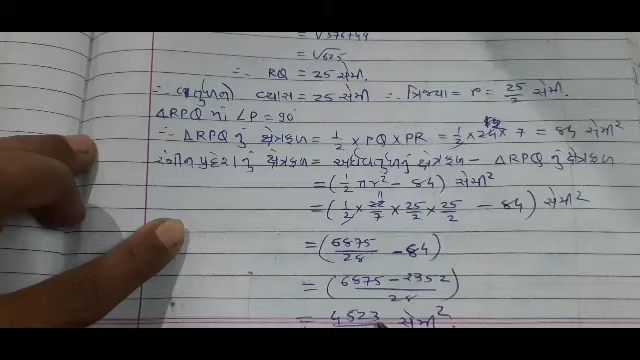 = √576+49
= √625
∴ RQ = 25 સેમી.
∴ વર્તુળનો વ્યાસ = 25 સેમી ∴ ત્રિજ્યા = r = 25/2 સેમી.
ΔRPQ માં ∠P = 90°
∴ ΔRPQ નું ક્ષેત્રફળ = 1/2 × PQ × PR = 1/2 × 24 × 7 = 84 સેમી²
રંગીન પ્રદેશનું ક્ષેત્રફળ = અર્ધવર્તુળનું ક્ષેત્રફળ - ΔRPQ નું ક્ષેત્રફળ
= (1/2 πr² - 84) સેમી²
= (1/2 × 22/7 × 25/2 × 25/2 - 84) સેમી²
= (6875/28 - 84)
= (6875 - 2352/28)
= 4523 સેમી².